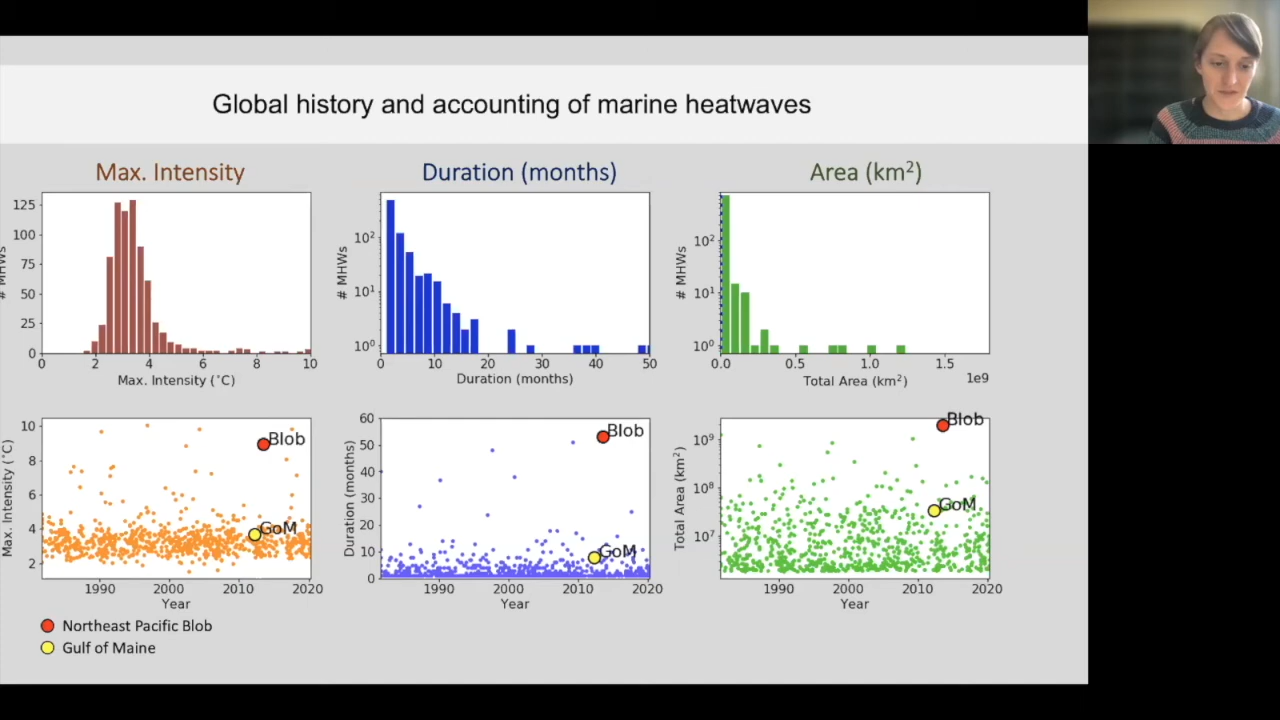 Global history and accounting of marine heatwaves
Max. Intensity
Duration (months)
Area (km²)
# MHWs
125
100
75
50
25
0
0
2
4
6
8
10
Max. Intensity (˚C)
# MHWs
10²
10¹
10⁰
0
10
20
30
40
50
Duration (months)
# MHWs
10²
10¹
10⁰
0.0
0.5
1.0
1.5
1e9
Total Area (km²)
Max. Intensity (˚C)
10
8
6
4
2
Blob
GoM
1990
2000
2010
2020
Year
Duration (months)
60
50
40
30
20
10
0
Blob
GoM
1990
2000
2010
2020
Year
Total Area (km²)
10⁹
10⁸
10⁷
Blob
GoM
1990
2000
2010
2020
Year
Northeast Pacific Blob
Gulf of Maine